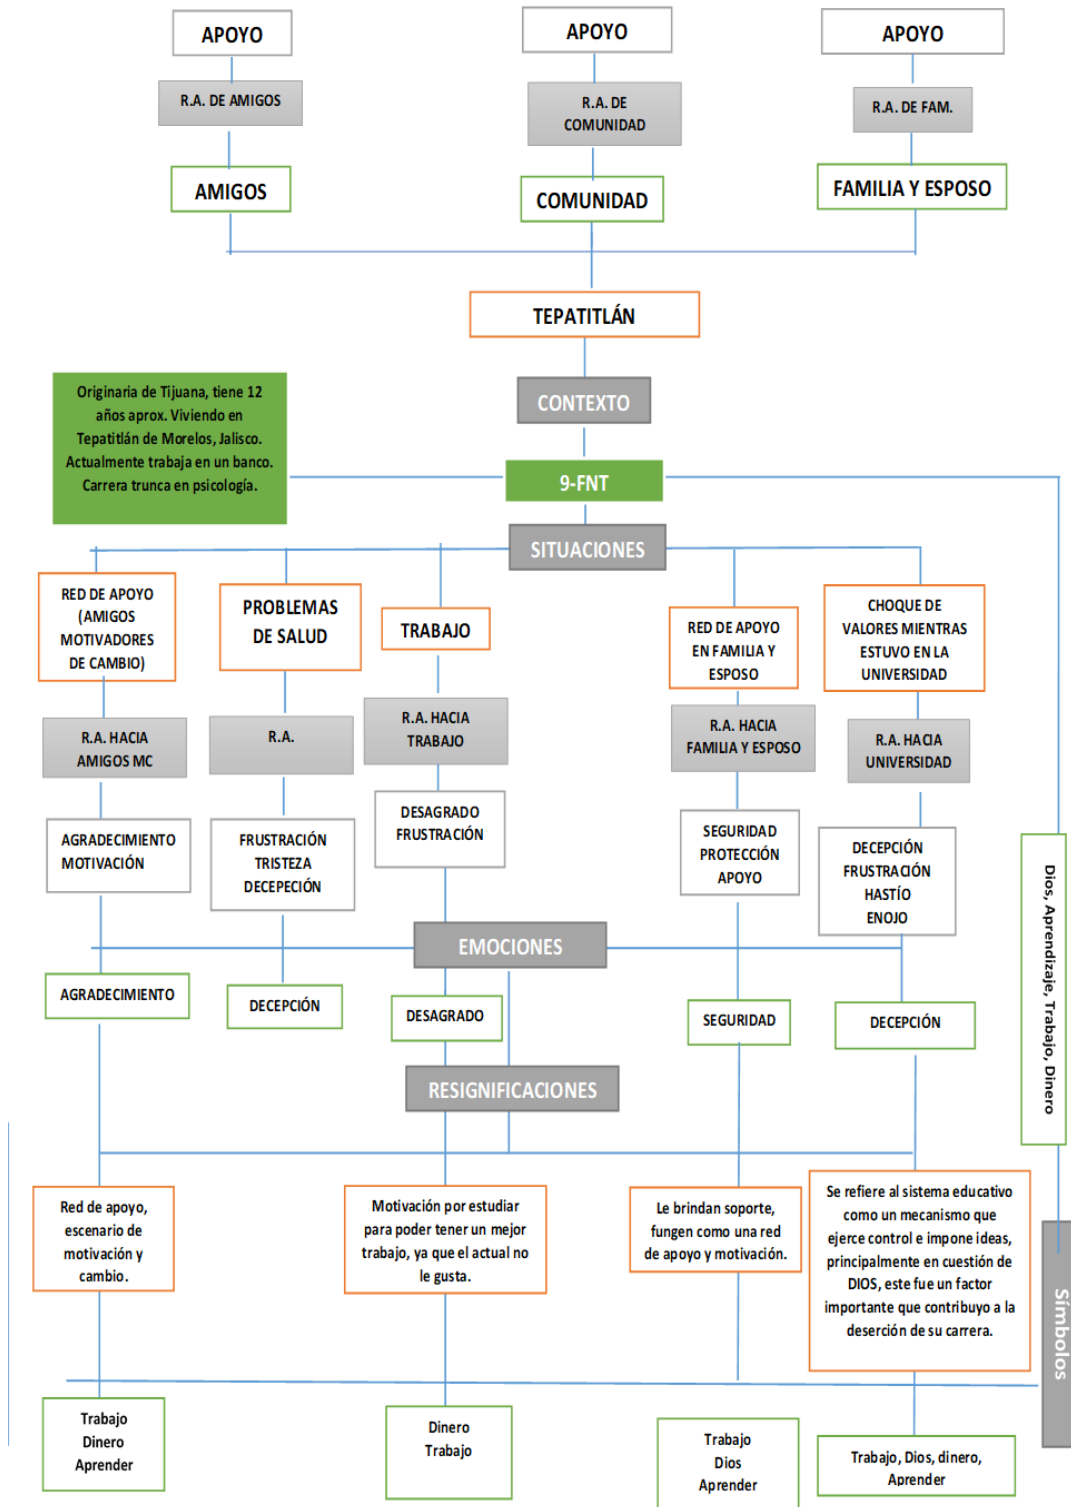 APOYO
APOYO
APOYO
R.A. DE AMIGOS
R.A. DE
COMUNIDAD
R.A. DE FAM.
AMIGOS
COMUNIDAD
FAMILIA Y ESPOSO
TEPATITLÁN
CONTEXTO
Originaria de Tijuana, tiene 12
años aprox. Viviendo en
Tepatitlán de Morelos, Jalisco.
Actualmente trabaja en un banco.
Carrera trunca en psicología.
9-FNT
SITUACIONES
RED DE APOYO
(AMIGOS
MOTIVADORES
DE CAMBIO)
PROBLEMAS
DE SALUD
TRABAJO
RED DE APOYO
EN FAMILIA Y
ESPOSO
CHOQUE DE
VALORES MIENTRAS
ESTUVO EN LA
UNIVERSIDAD
R.A. HACIA
AMIGOS MC
R.A.
R.A. HACIA
TRABAJO
R.A. HACIA
FAMILIA Y ESPOSO
R.A. HACIA
UNIVERSIDAD
AGRADECIMIENTO
MOTIVACIÓN
FRUSTRACIÓN
TRISTEZA
DECEPECIÓN
DESAGRADO
FRUSTRACIÓN
SEGURIDAD
PROTECCIÓN
APOYO
DECEPCIÓN
FRUSTRACIÓN
HASTÍO
ENOJO
Dios, Aprendizaje, Trabajo, Dinero
EMOCIONES
AGRADECIMIENTO
DECEPCIÓN
DESAGRADO
SEGURIDAD
DECEPCIÓN
RESIGNIFICACIONES
Red de apoyo,
escenario de
motivación y
cambio.
Motivación por estudiar
para poder tener un mejor
trabajo, ya que el actual no
le gusta.
Le brindan soporte,
fungen como una red
de apoyo y motivación.
Se refiere al sistema educativo
como un mecanismo que
ejerce control e impone ideas,
principalmente en cuestión de
DIOS, este fue un factor
importante que contribuyo a la
deserción de su carrera.
Símbolos
Trabajo
Dinero
Aprender
Dinero
Trabajo
Trabajo
Dios
Aprender
Trabajo, Dios, dinero,
Aprender